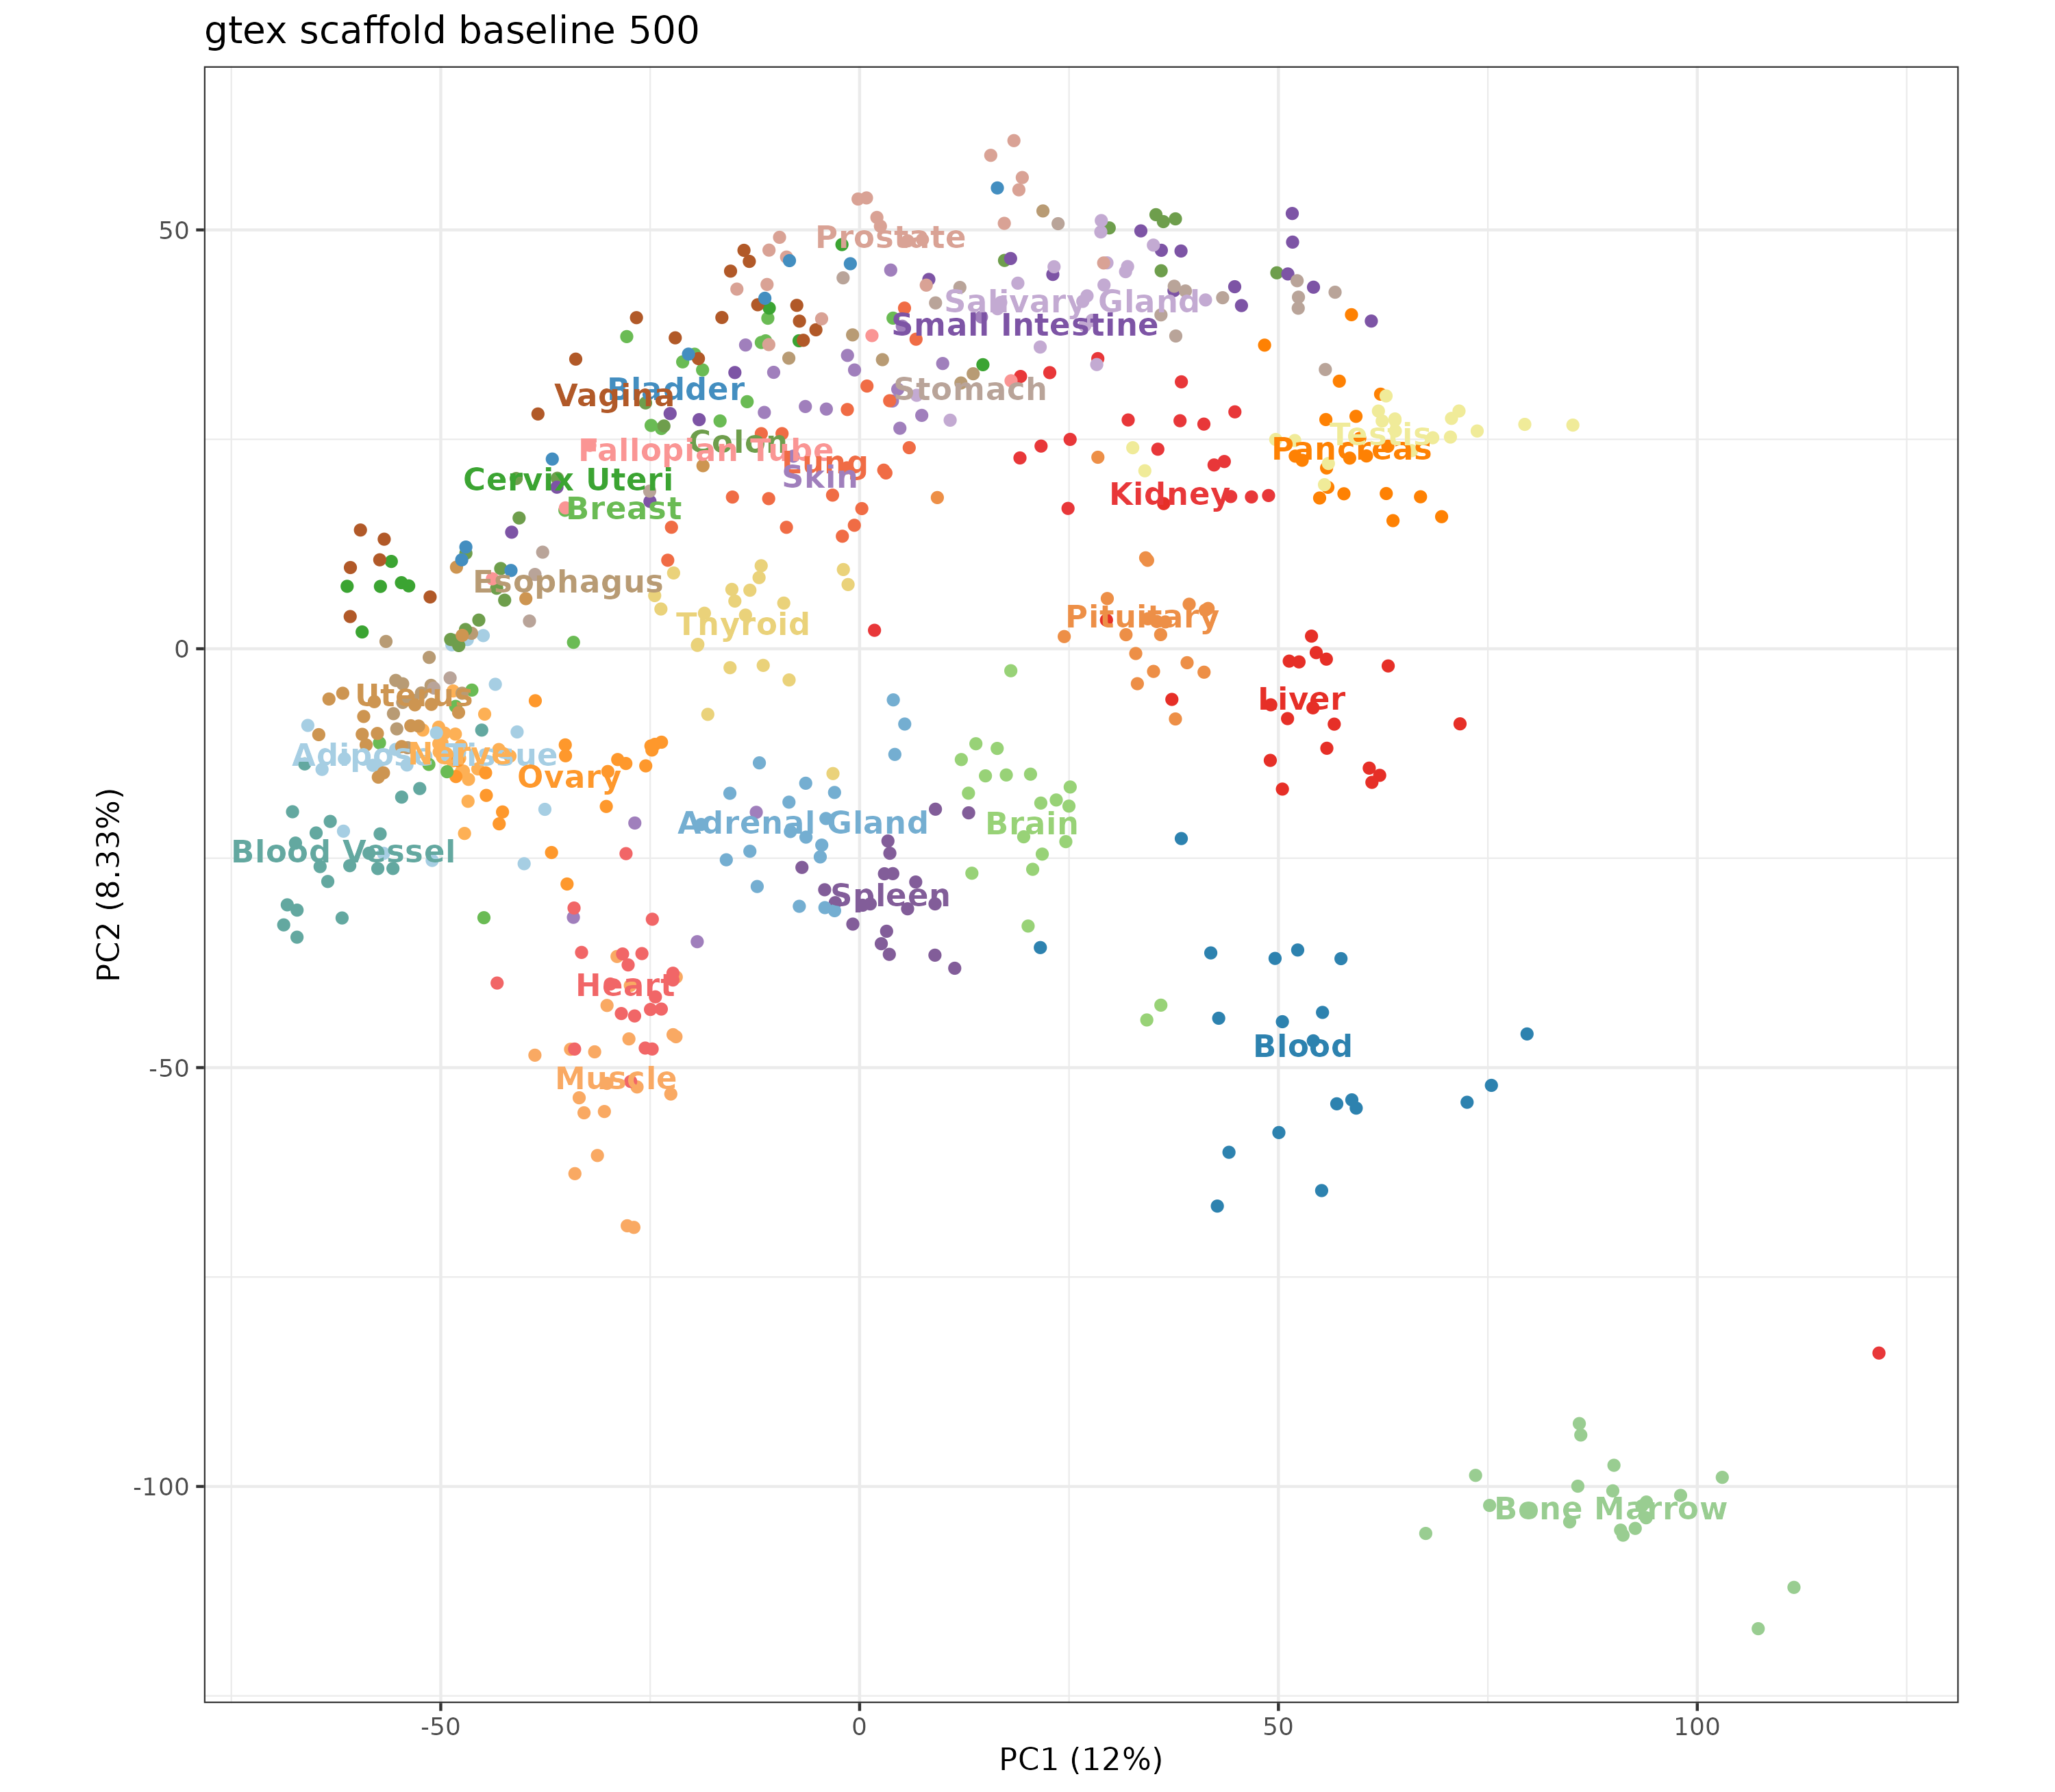 gtex scaffold baseline 500
50
0
-50
-100
PC2 (8.33%)
Prostate
Salivary Gland
Small Intestine
Bladder
Vagina
Stomach
Colon
Testis
Fallopian Tube
Pancreas
Lung
Skin
Cervix Uteri
Kidney
Breast
Esophagus
Thyroid
Pituitary
Uterus
Liver
Adipose Tissue
Nerve
Ovary
Adrenal Gland
Brain
Blood Vessel
Spleen
Heart
Blood
Muscle
Bone Marrow
-50
0
50
100
PC1 (12%)